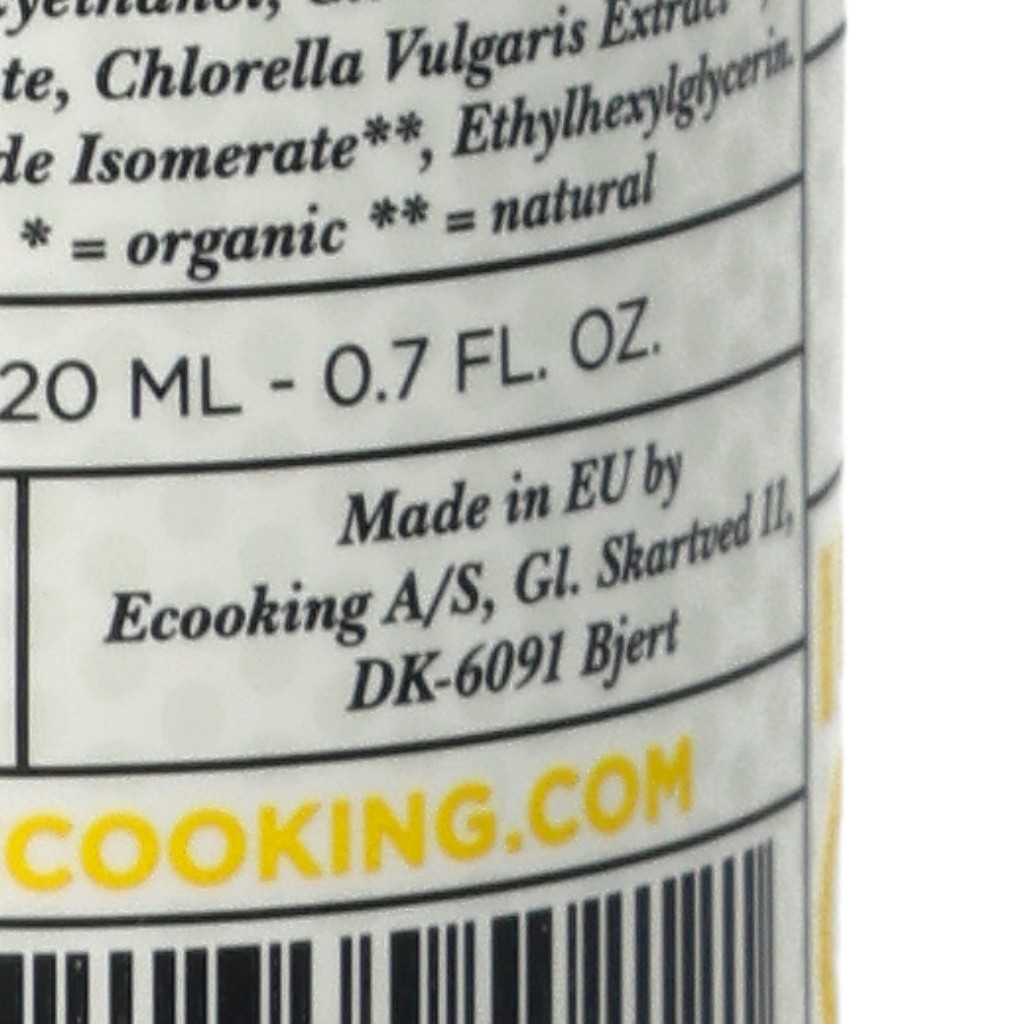 te, Chlorella Vulgaris Extract
de Isomerate**, Ethylhexylglycerin.
* = organic ** = natural
20 ML - 0.7 FL. OZ.
Made in EU by
Ecooking A/S, Gl. Skartved 11,
DK-6091 Bjert
COOKING.COM